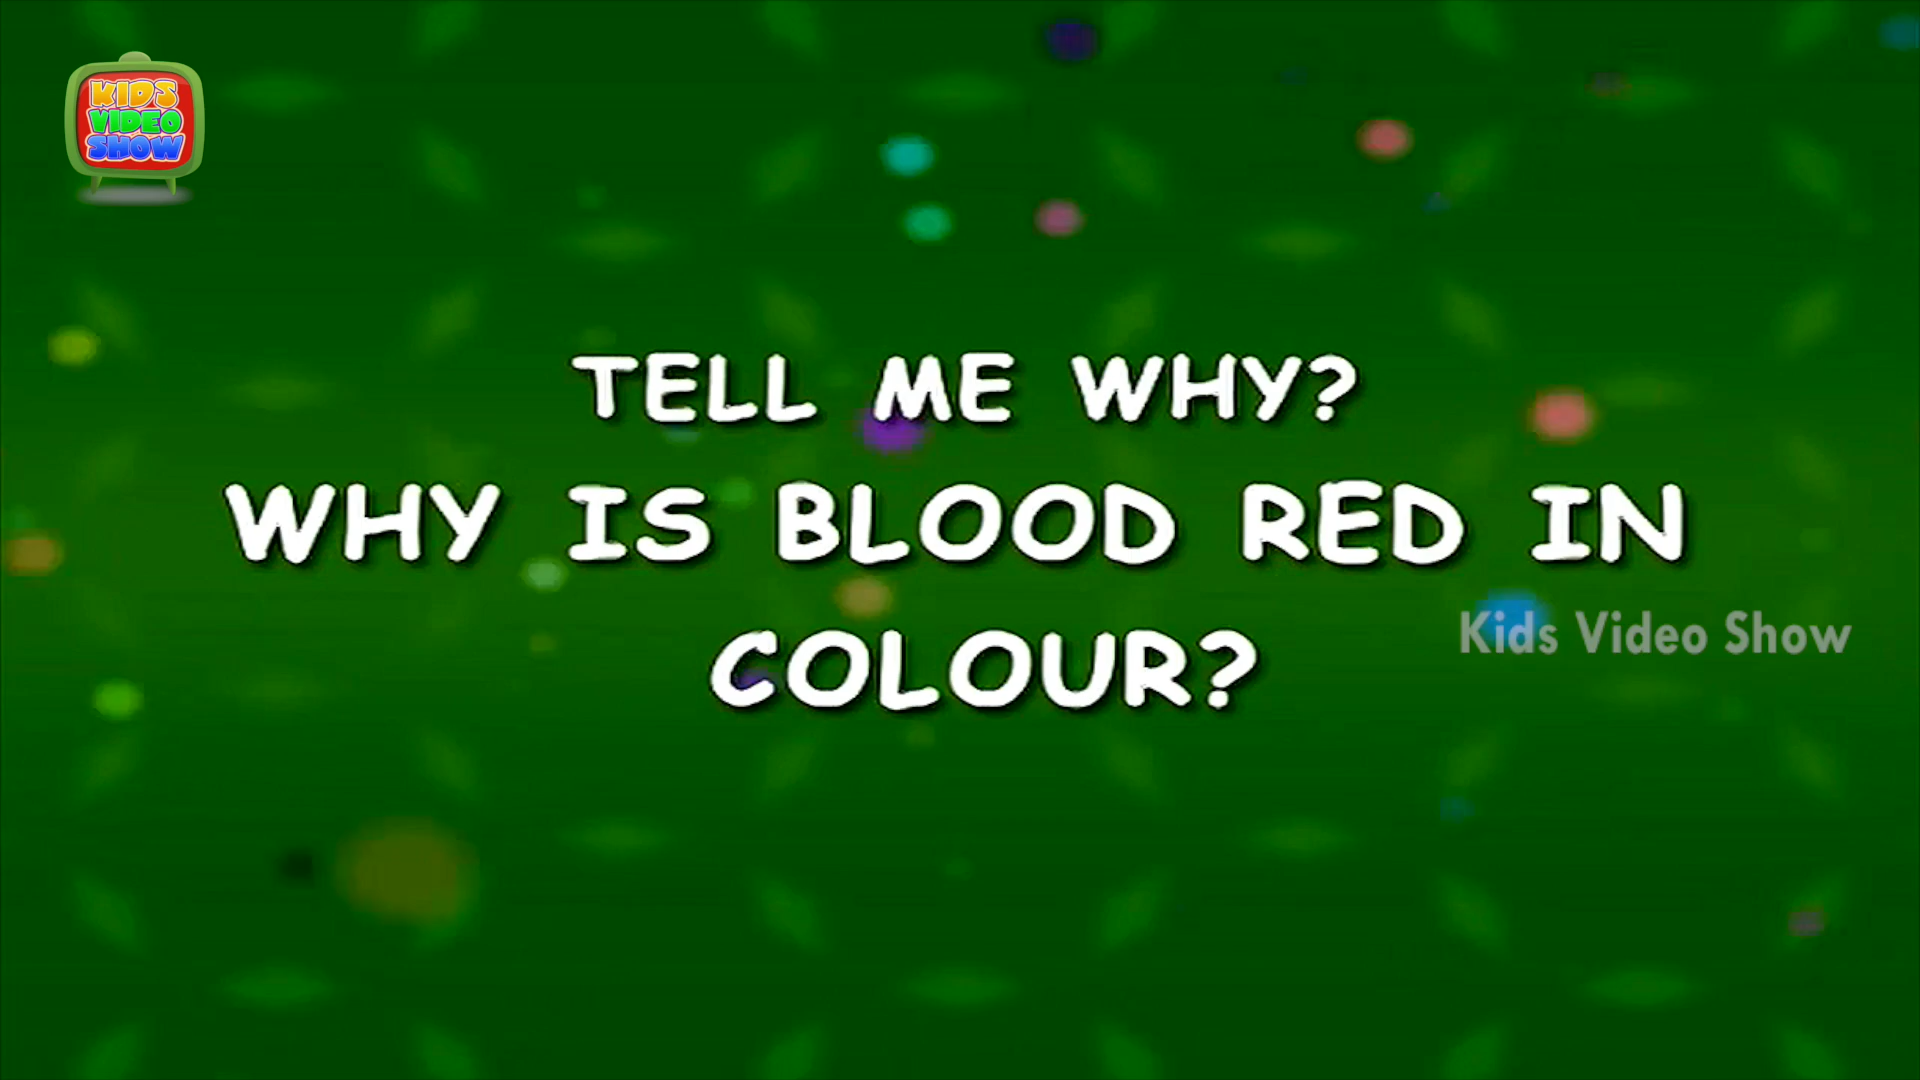 KIDS
VIDEO
SHOW
TELL ME WHY?
WHY IS BLOOD RED IN
COLOUR?
Kids Video Show